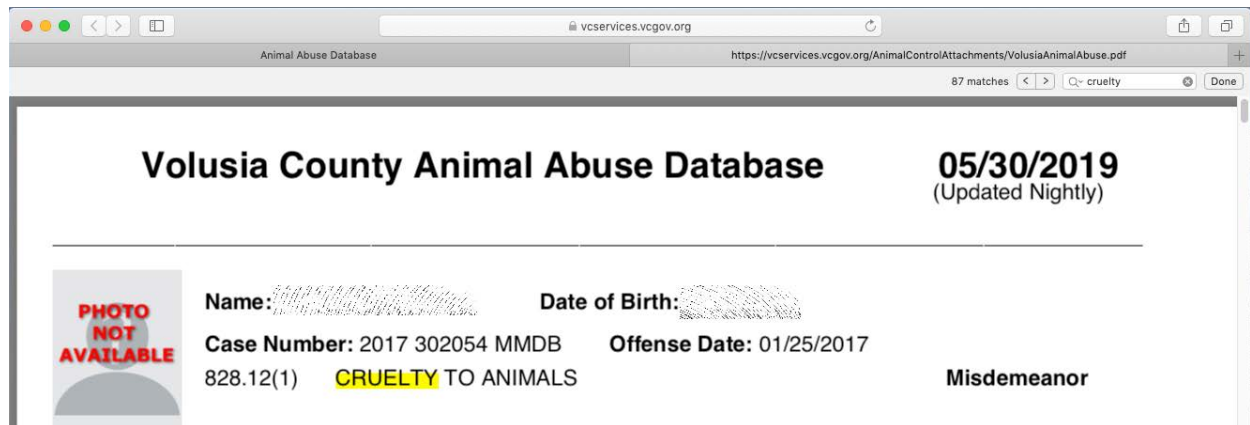 vcservices.vcgov.org
Animal Abuse Database
https://vcservices.vcgov.org/AnimalControlAttachments/VolusiaAnimalAbuse.pdf
87 matches < > cruelty Done
Volusia County Animal Abuse Database 05/30/2019
(Updated Nightly)
PHOTO
NOT
AVAILABLE
Name: Date of Birth:
Case Number: 2017 302054 MMDB Offense Date: 01/25/2017
828.12(1) CRUELTY TO ANIMALS Misdemeanor